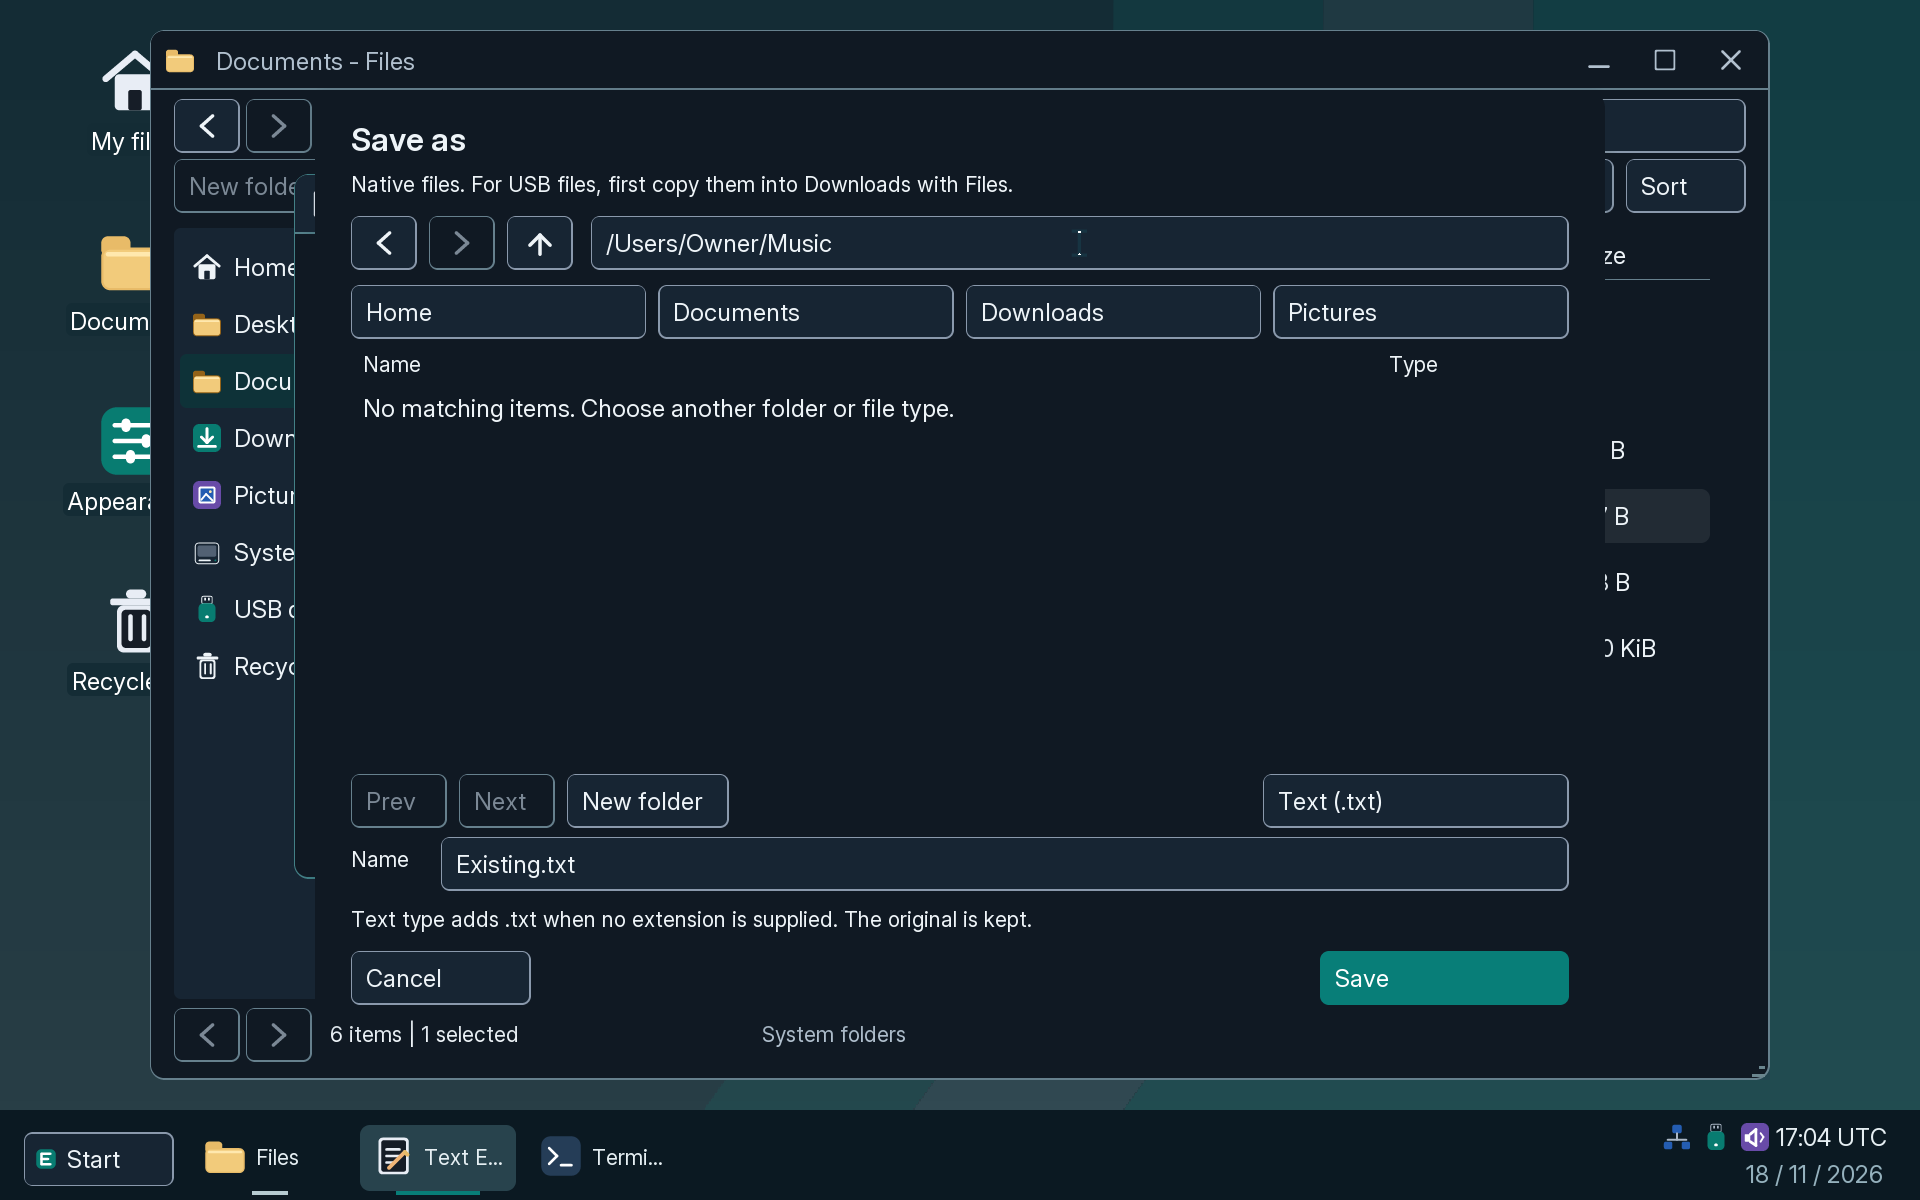 Documents - Files
My fil
Docum
Appear
Recycle
New folde
Sort
Home
Deskt
Docu
Down
Pictur
Syste
USB
Recyc
ze
B
B
B
0 KiB
Save as
Native files. For USB files, first copy them into Downloads with Files.
/Users/Owner/Music
Home Documents Downloads Pictures
Name Type
No matching items. Choose another folder or file type.
Prev Next New folder Text (.txt)
Name Existing.txt
Text type adds .txt when no extension is supplied. The original is kept.
Cancel Save
6 items | 1 selected System folders
Start Files Text E... Termi... 17:04 UTC
18 / 11 / 2026